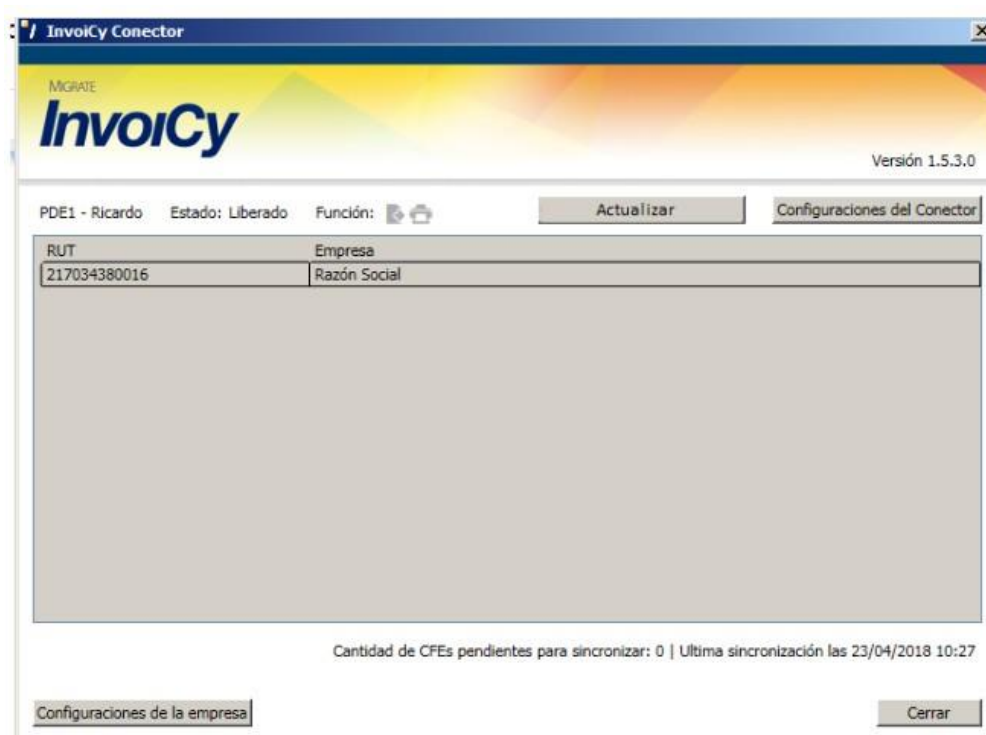 InvoiCy Conector
MIGRATE
InvoiCy
Versión 1.5.3.0
PDE1 - Ricardo Estado: Liberado Función: Actualizar Configuraciones del Conector
RUT Empresa
217034380016 Razón Social
Cantidad de CFEs pendientes para sincronizar: 0 | Ultima sincronización las 23/04/2018 10:27
Configuraciones de la empresa Cerrar